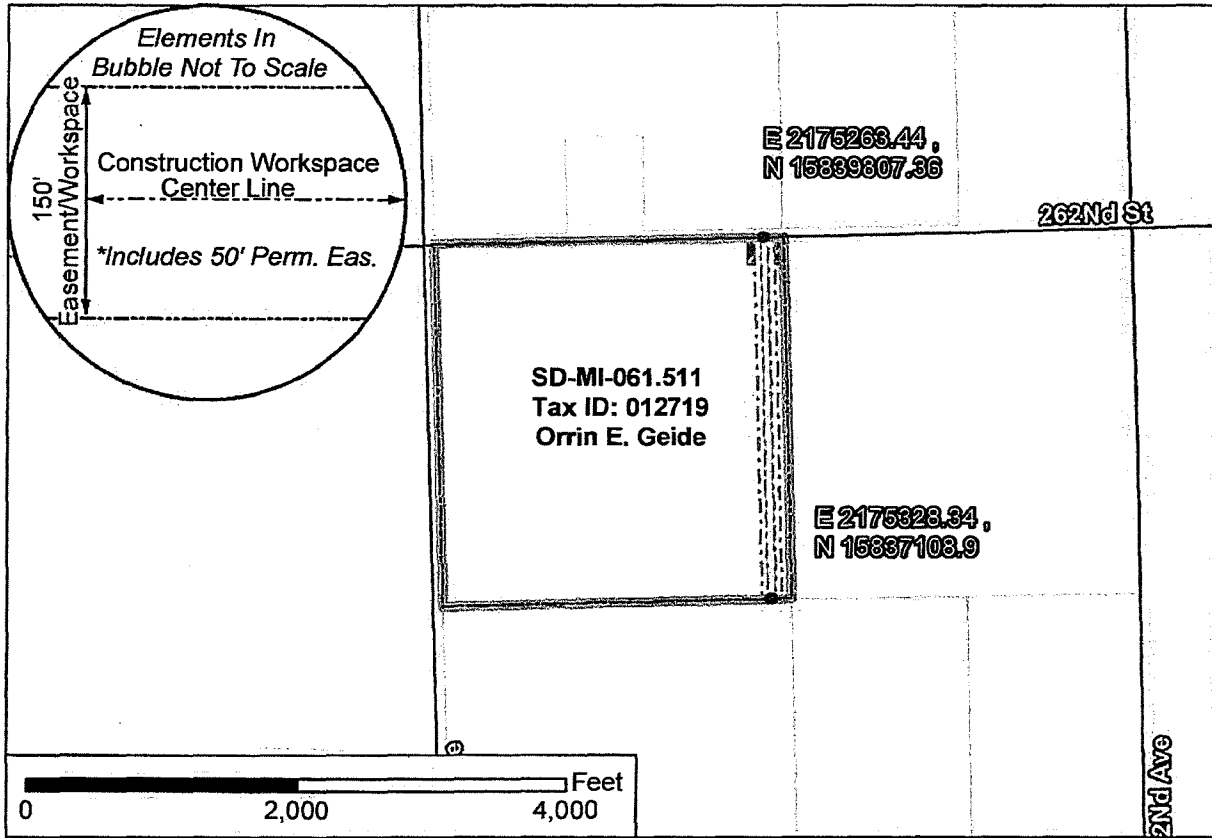 Elements In
Bubble Not To Scale
150'
Easement/Workspace
Construction Workspace
Center Line
*Includes 50' Perm. Eas.
E 2175263.44 ,
N 15839807.36
262Nd St
SD-MI-061.511
Tax ID: 012719
Orrin E. Geide
E 2175328.34 ,
N 15837108.9
e
2Nd Ave
Feet
0 2,000 4,000